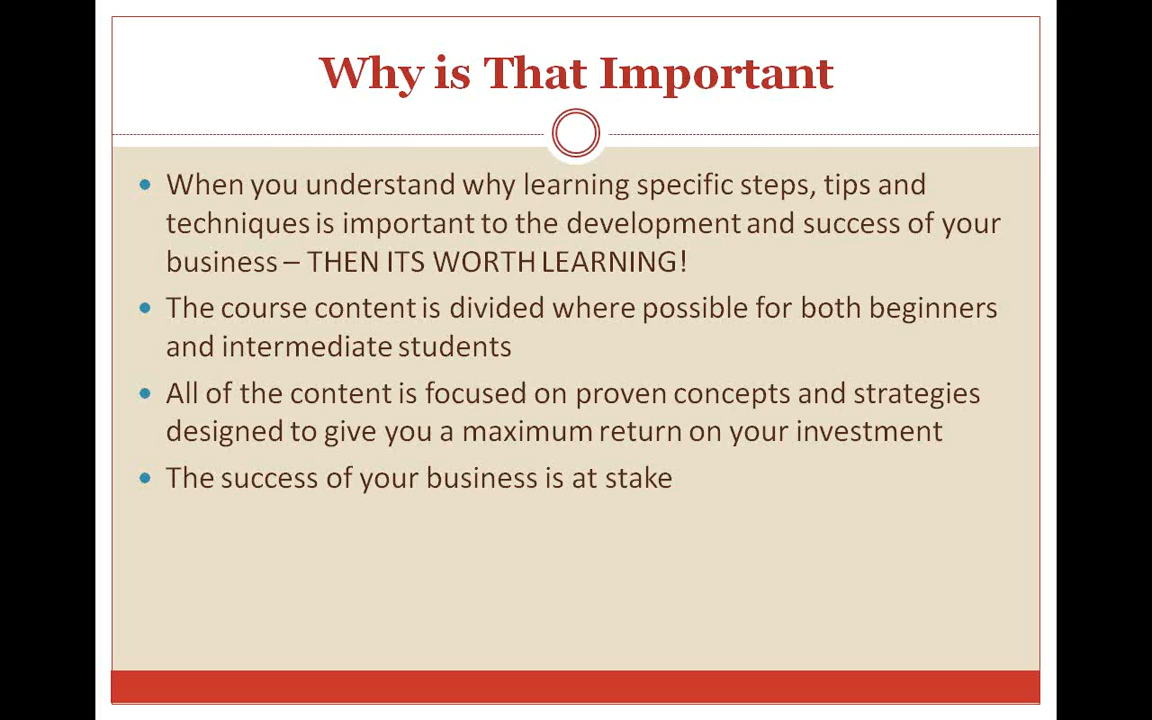 Why is That Important
When you understand why learning specific steps, tips and
techniques is important to the development and success of your
business – THEN ITS WORTH LEARNING!
The course content is divided where possible for both beginners
and intermediate students
All of the content is focused on proven concepts and strategies
designed to give you a maximum return on your investment
The success of your business is at stake